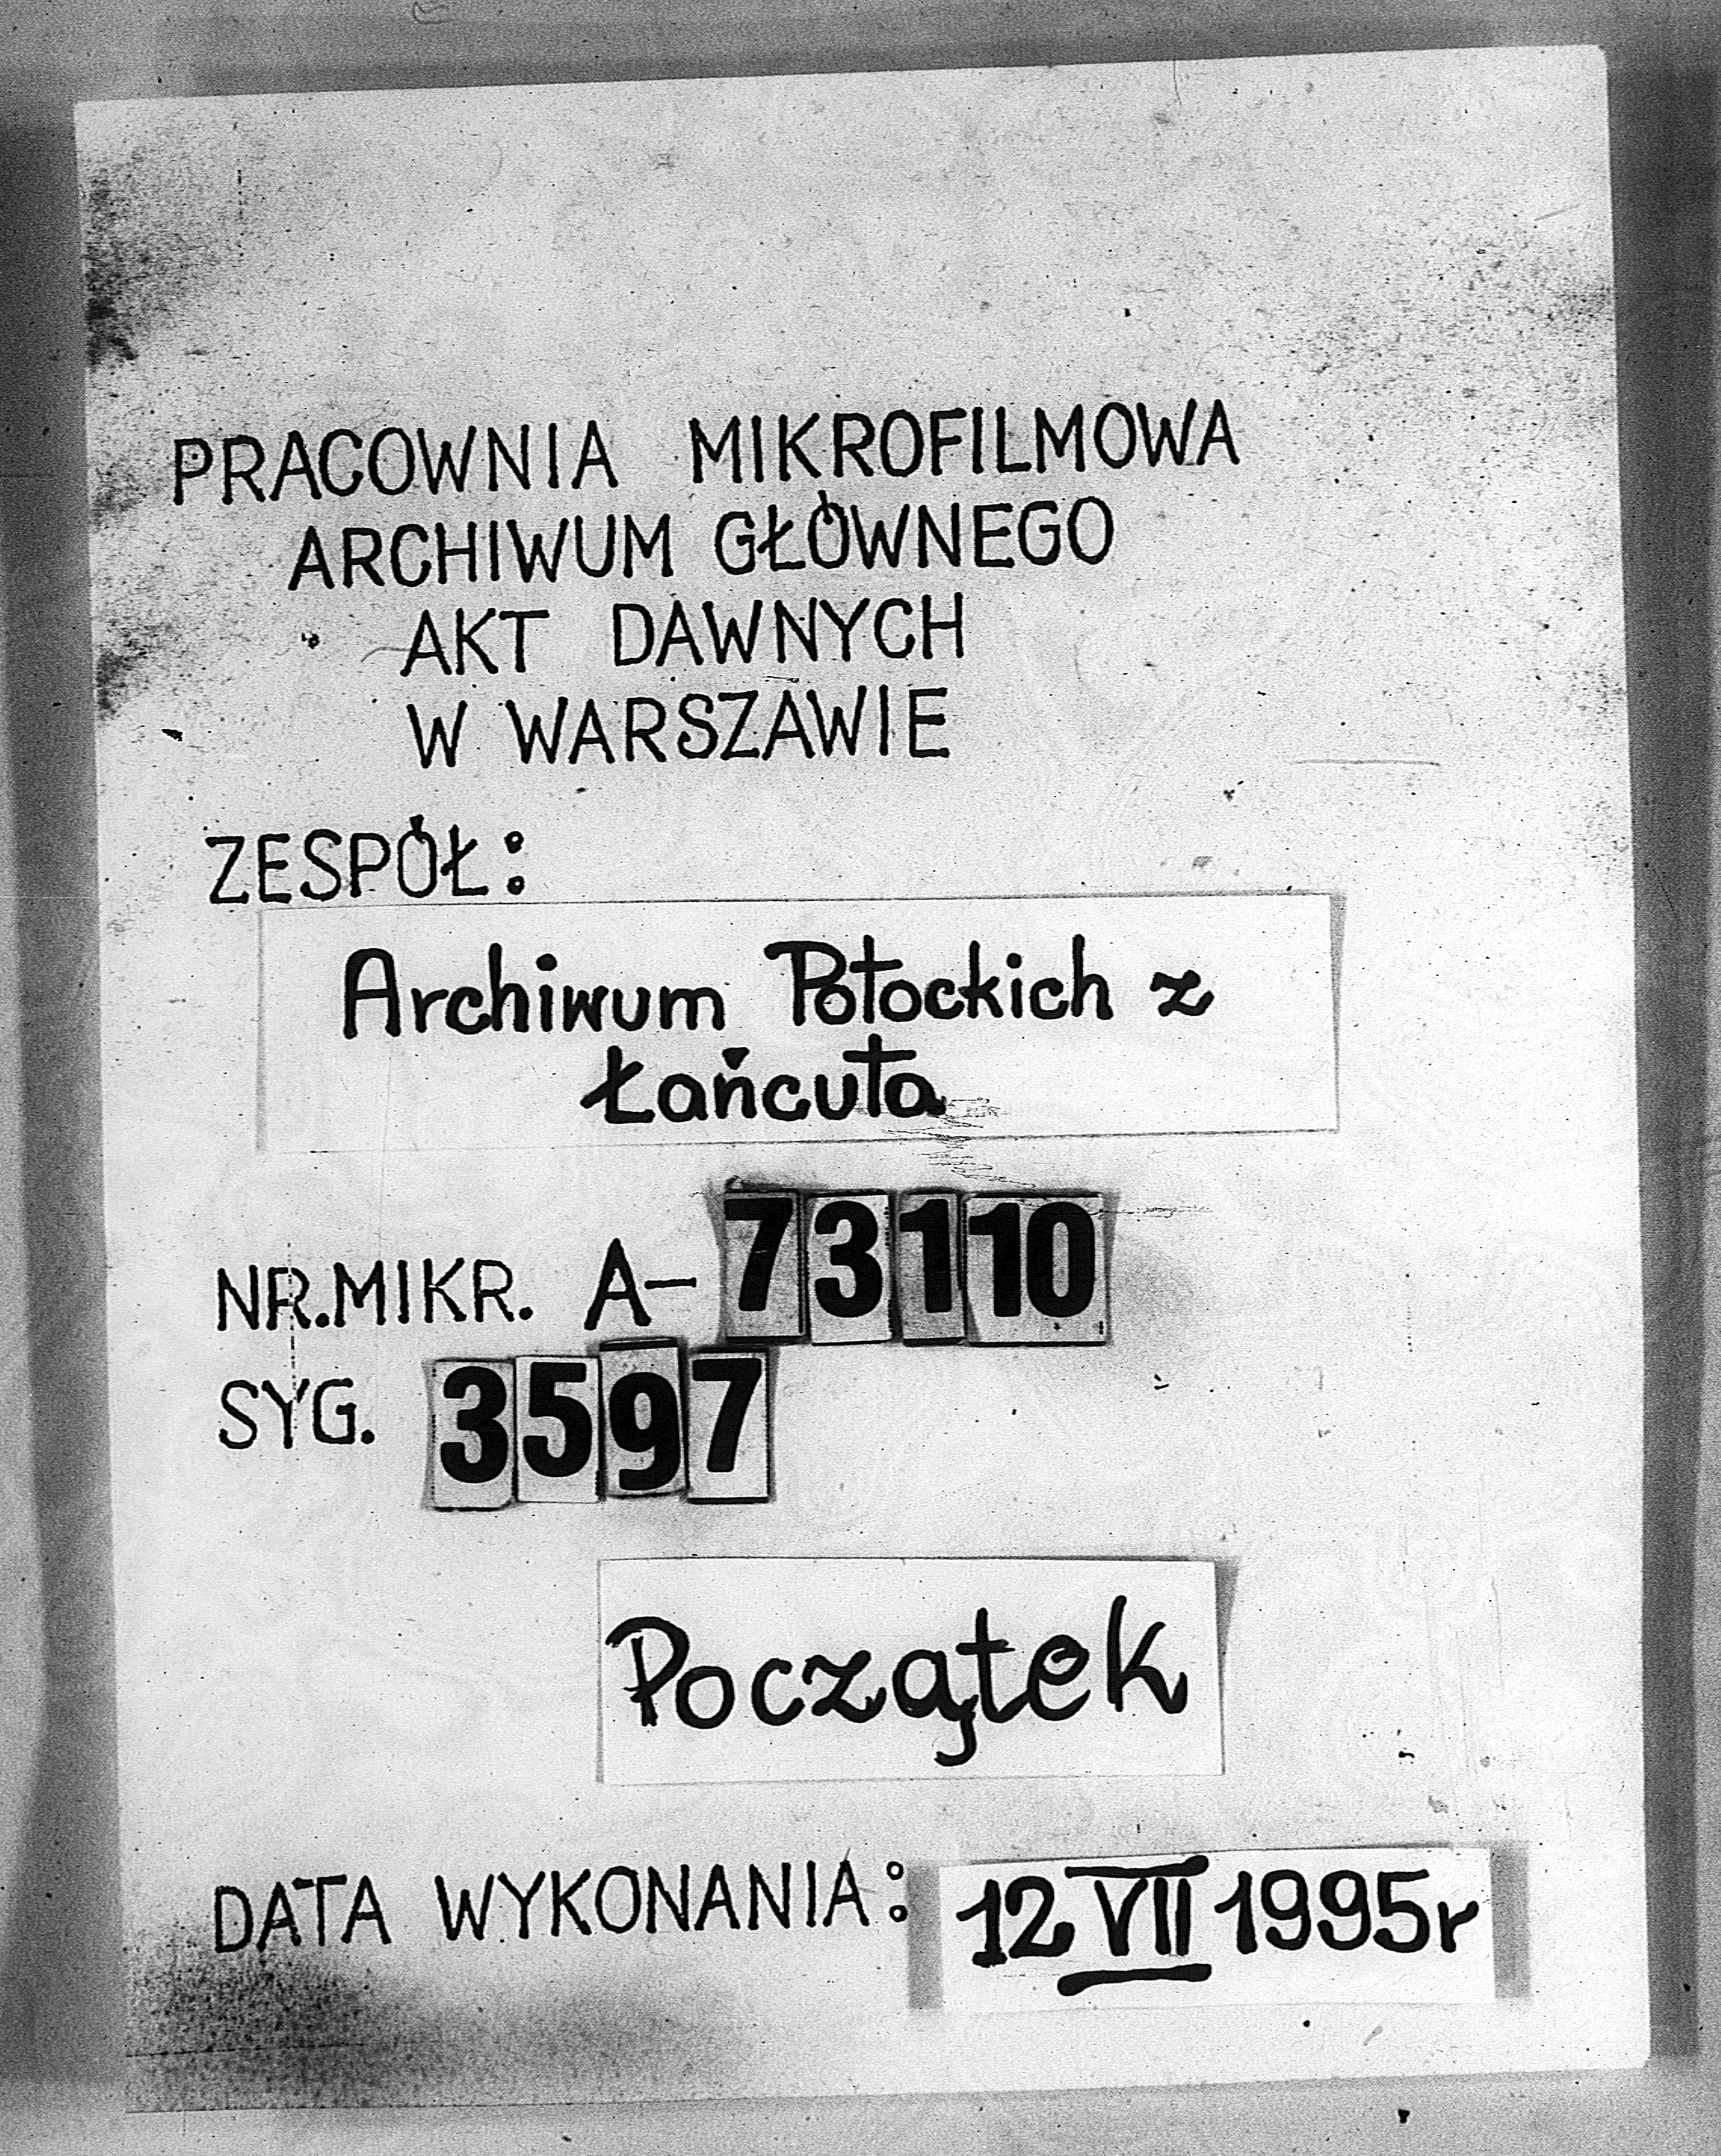 PRACOWNIA MIKROFILMOWA
ARCHIWUM GŁÓWNEGO
AKT DAWNYCH
W WARSZAWIE
ZESPÓŁ:
Archiwum Potockich z
Łańcuta
NR.MIKR. A-73110
SYG. 3597
Początek
DATA WYKONANIA: 12 VII 1995r